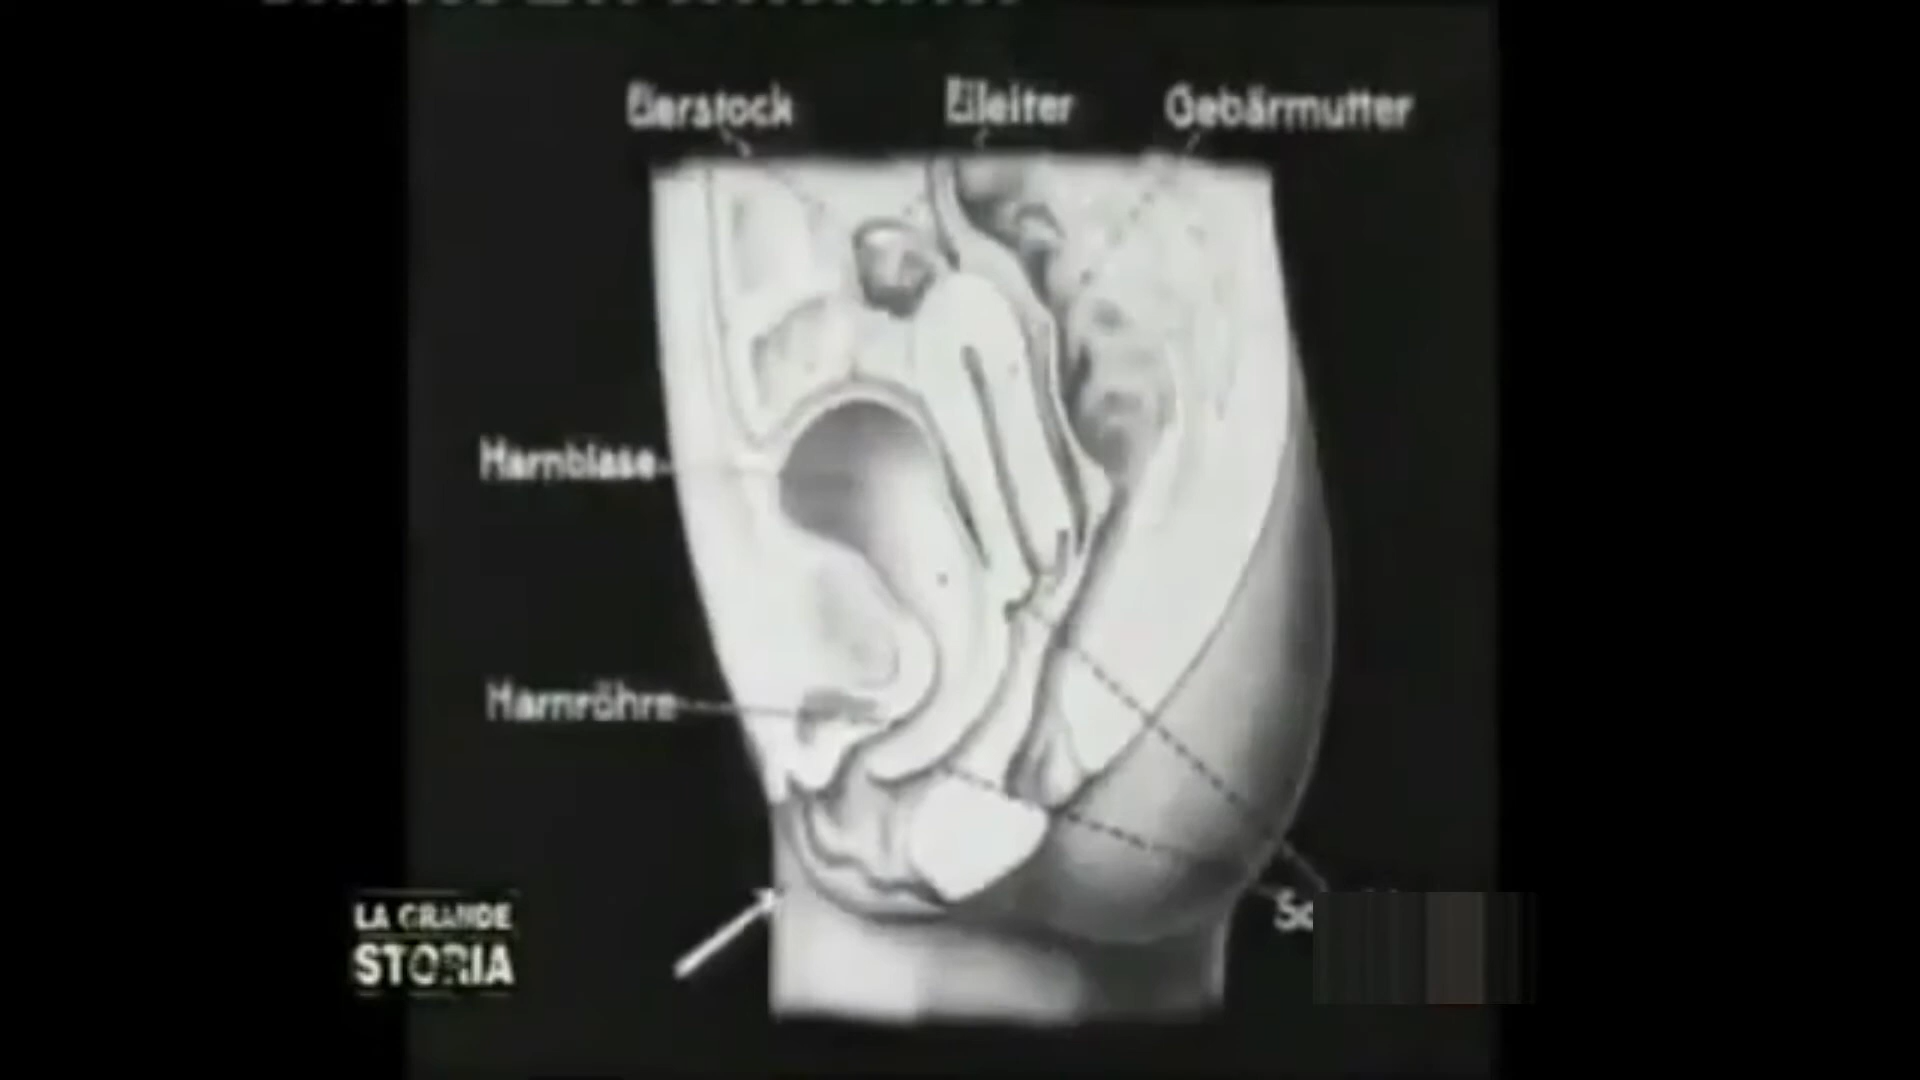 Eierstock Eileiter Gebärmutter
Harnblase
Harnröhre
LA GRANDE
STORIA